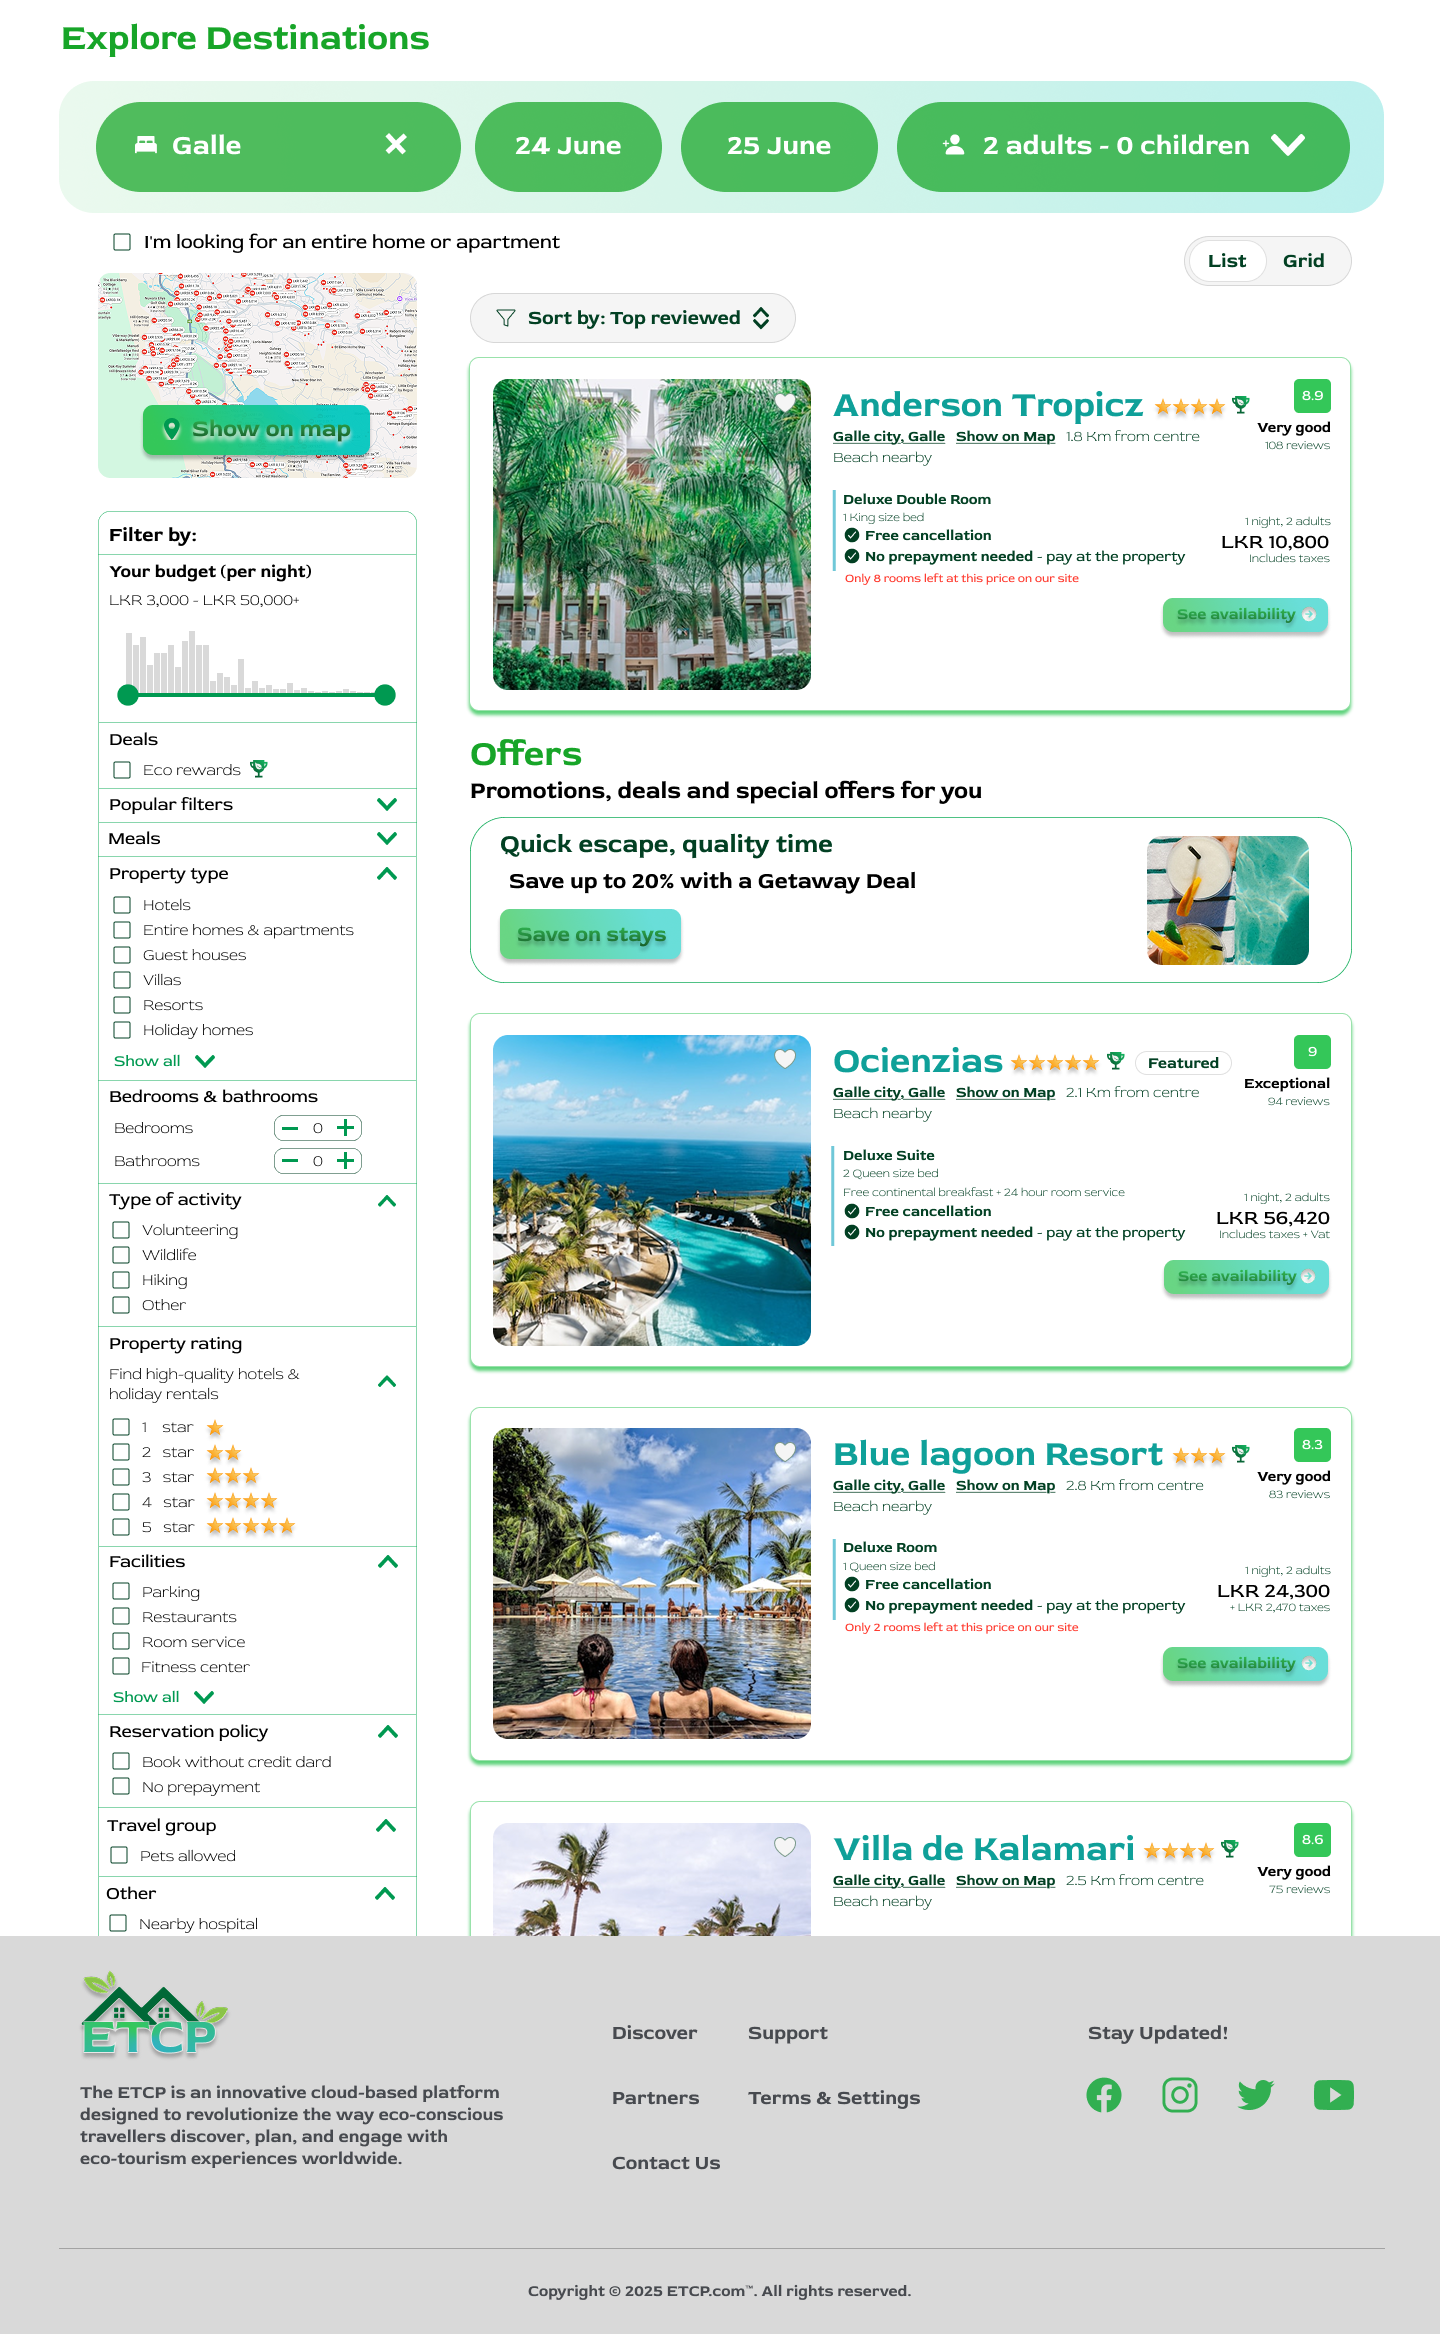 Explore Destinations
Galle
24 June
25 June
2 adults - 0 children
I'm looking for an entire home or apartment
List
Grid
Show on map
Sort by: Top reviewed
Filter by:
Your budget (per night)
LKR 3,000 - LKR 50,000+
Deals
Eco rewards
Popular filters
Meals
Property type
Hotels
Entire homes & apartments
Guest houses
Villas
Resorts
Holiday homes
Show all
Bedrooms & bathrooms
Bedrooms 0
Bathrooms 0
Type of activity
Volunteering
Wildlife
Hiking
Other
Property rating
Find high-quality hotels &
holiday rentals
1 star
2 star
3 star
4 star
5 star
Facilities
Parking
Restaurants
Room service
Fitness center
Show all
Reservation policy
Book without credit dard
No prepayment
Travel group
Pets allowed
Other
Nearby hospital
Anderson Tropicz
8.9
Very good
108 reviews
Galle city, Galle Show on Map 1.8 Km from centre
Beach nearby
Deluxe Double Room
1 King size bed
Free cancellation
No prepayment needed - pay at the property
Only 8 rooms left at this price on our site
1 night, 2 adults
LKR 10,800
Includes taxes
See availability
Offers
Promotions, deals and special offers for you
Quick escape, quality time
Save up to 20% with a Getaway Deal
Save on stays
Ocienzias
Featured
9
Exceptional
94 reviews
Galle city, Galle Show on Map 2.1 Km from centre
Beach nearby
Deluxe Suite
2 Queen size bed
Free continental breakfast + 24 hour room service
Free cancellation
No prepayment needed - pay at the property
1 night, 2 adults
LKR 56,420
Includes taxes + Vat
See availability
Blue lagoon Resort
8.3
Very good
83 reviews
Galle city, Galle Show on Map 2.8 Km from centre
Beach nearby
Deluxe Room
1 Queen size bed
Free cancellation
No prepayment needed - pay at the property
Only 2 rooms left at this price on our site
1 night, 2 adults
LKR 24,300
+ LKR 2,470 taxes
See availability
Villa de Kalamari
8.6
Very good
75 reviews
Galle city, Galle Show on Map 2.5 Km from centre
Beach nearby
ETCP
The ETCP is an innovative cloud-based platform
designed to revolutionize the way eco-conscious
travellers discover, plan, and engage with
eco-tourism experiences worldwide.
Discover
Support
Partners
Terms & Settings
Contact Us
Stay Updated!
Copyright © 2025 ETCP.com™. All rights reserved.